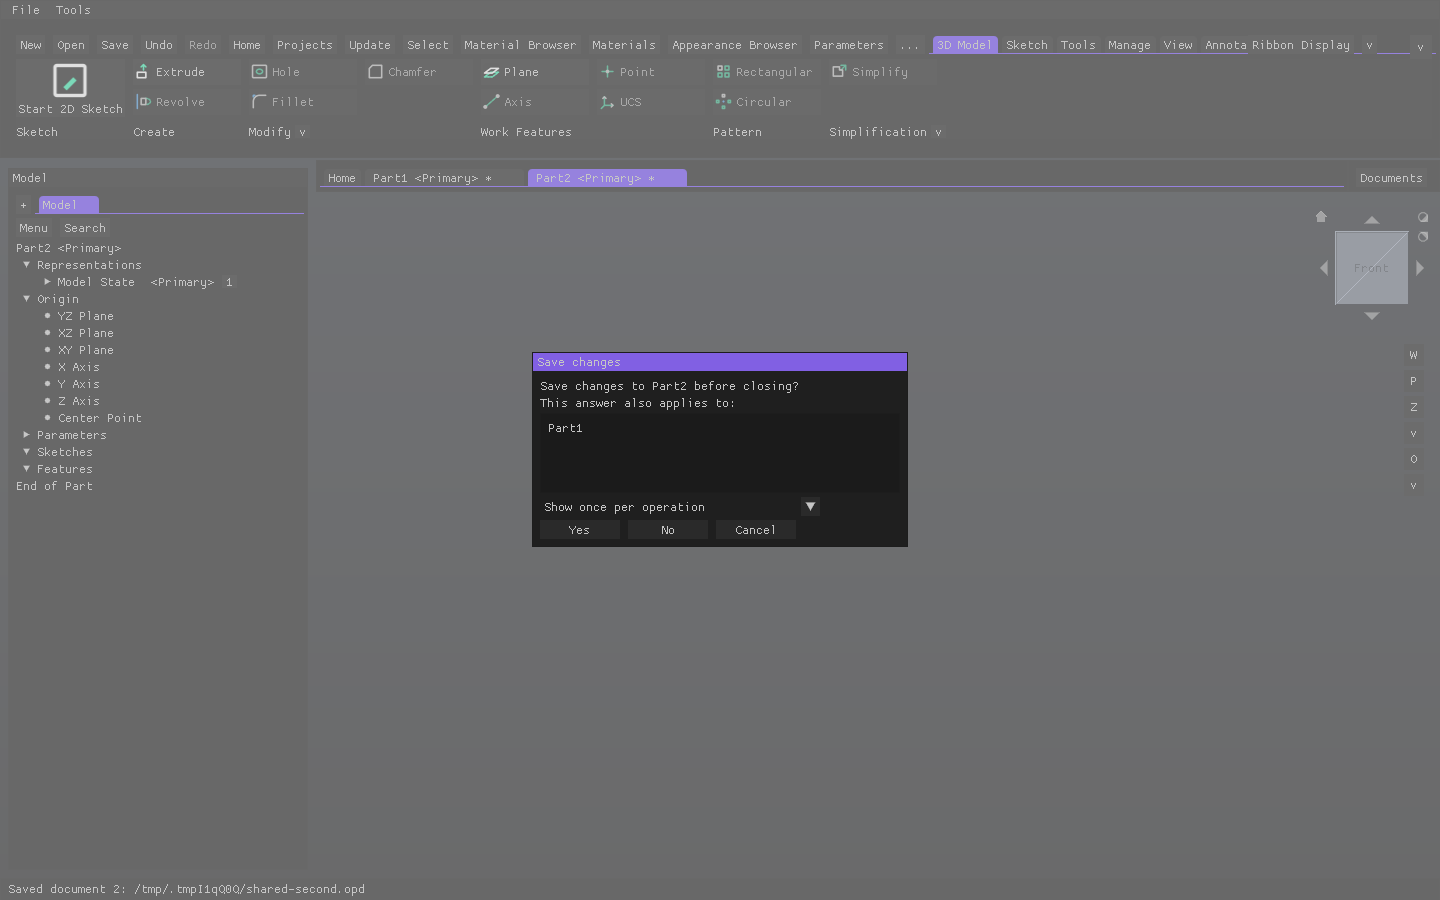 File Tools
New Open Save Undo Redo Home Projects Update Select Material Browser Materials Appearance Browser Parameters ... 3D Model Sketch Tools Manage View Annota Ribbon Display v v
Start 2D Sketch
Extrude Hole Chamfer Plane Point Rectangular Simplify
Revolve Fillet Axis UCS Circular
Sketch Create Modify v Work Features Pattern Simplification v
Model
Home Part1 <Primary> * Part2 <Primary> * Documents
+ Model
Menu Search
Part2 <Primary>
Representations
Model State <Primary> 1
Origin
YZ Plane
XZ Plane
XY Plane
X Axis
Y Axis
Z Axis
Center Point
Parameters
Sketches
Features
End of Part
Front
W
P
Z
v
O
v
Save changes
Save changes to Part2 before closing?
This answer also applies to:
Part1
Show once per operation
Yes No Cancel
Saved document 2: /tmp/.tmpI1qQ0Q/shared-second.opd